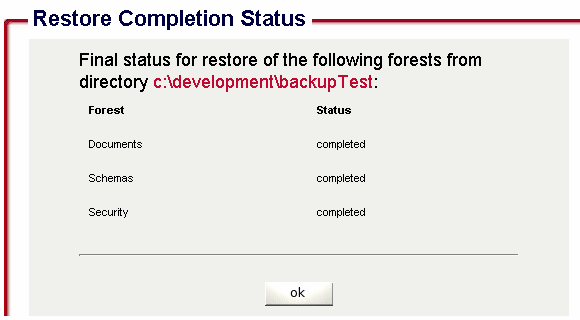 Restore Completion Status
Final status for restore of the following forests from
directory c:\development\backupTest:
Forest Status
Documents completed
Schemas completed
Security completed
ok